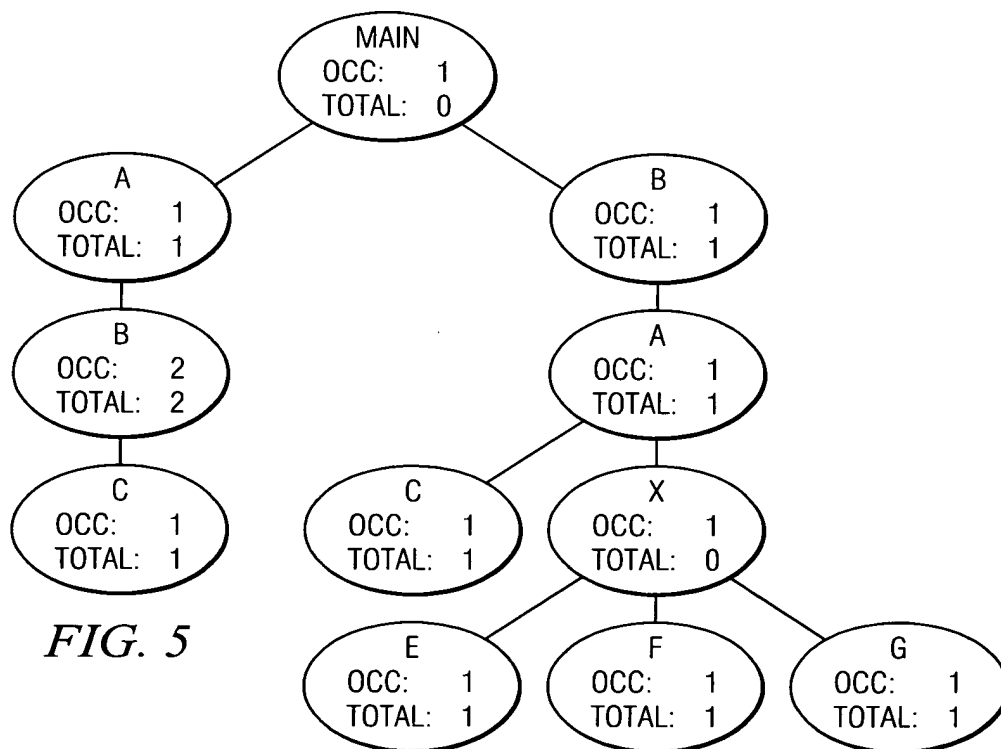 MAIN
OCC: 1
TOTAL: 0
A
OCC: 1
TOTAL: 1
B
OCC: 1
TOTAL: 1
B
OCC: 2
TOTAL: 2
A
OCC: 1
TOTAL: 1
C
OCC: 1
TOTAL: 1
C
OCC: 1
TOTAL: 1
X
OCC: 1
TOTAL: 0
E
OCC: 1
TOTAL: 1
F
OCC: 1
TOTAL: 1
G
OCC: 1
TOTAL: 1
FIG. 5